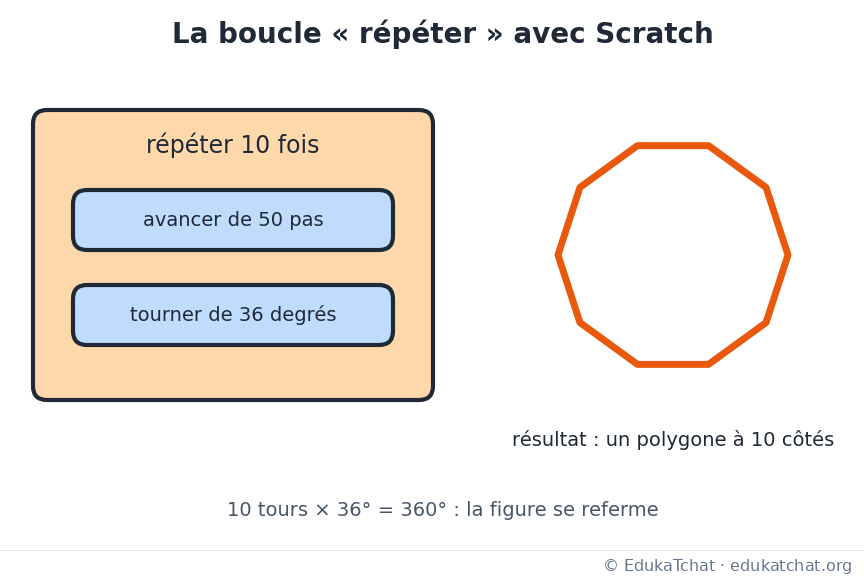 La boucle « répéter » avec Scratch
répéter 10 fois
avancer de 50 pas
tourner de 36 degrés
résultat : un polygone à 10 côtés
10 tours × 36° = 360° : la figure se referme
© EdukaTchat · edukatchat.org